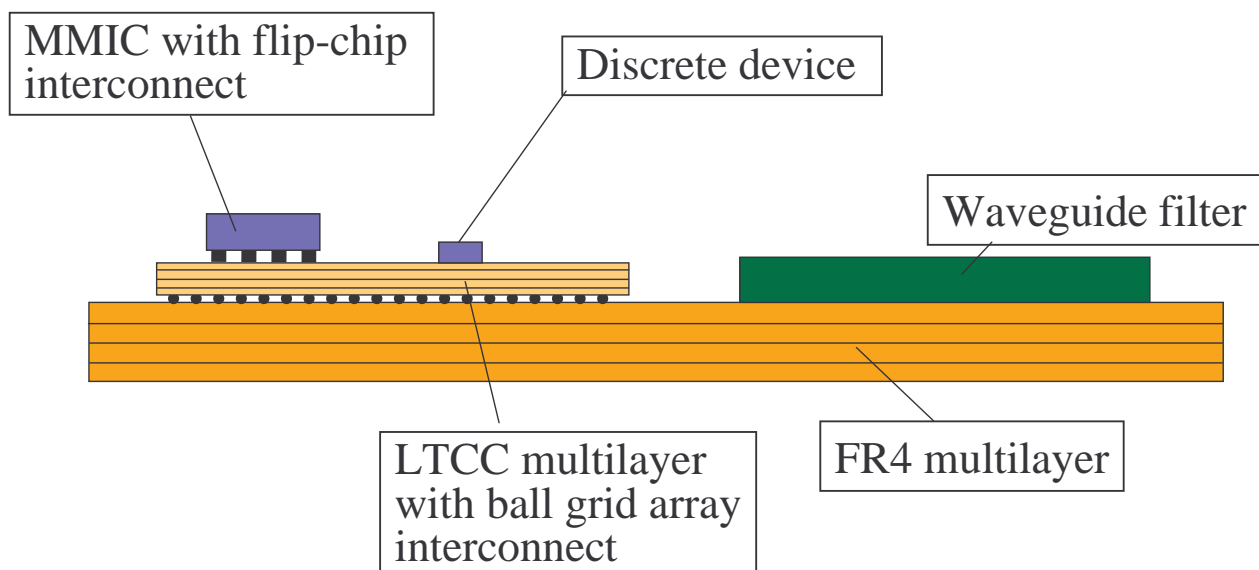 MMIC with flip-chip
interconnect
Discrete device
Waveguide filter
LTCC multilayer
with ball grid array
interconnect
FR4 multilayer